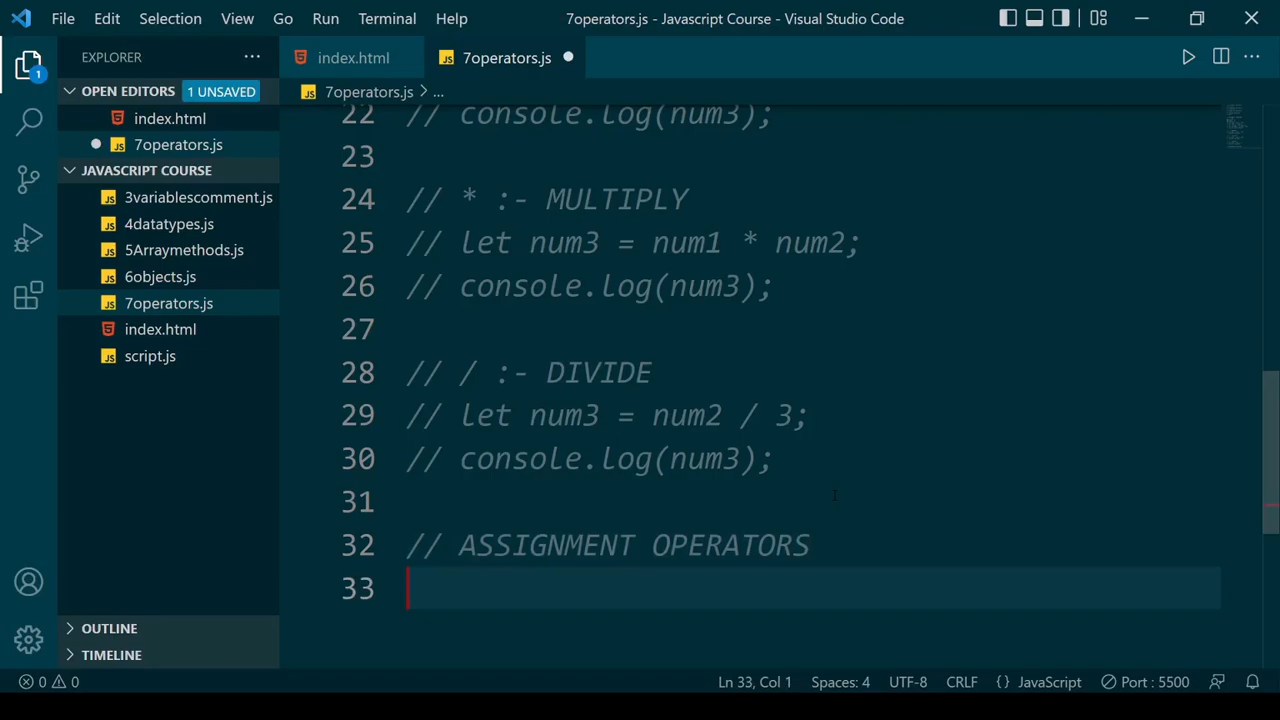 File Edit Selection View Go Run Terminal Help 7operators.js - Javascript Course - Visual Studio Code
EXPLORER
index.html 7operators.js
OPEN EDITORS 1 UNSAVED
7operators.js > ...
index.html
7operators.js
JAVASCRIPT COURSE
3variablescomment.js
4datatypes.js
5Arraymethods.js
6objects.js
7operators.js
index.html
script.js
OUTLINE
TIMELINE
1
22 // console.log(num3);
23
24 // * :- MULTIPLY
25 // let num3 = num1 * num2;
26 // console.log(num3);
27
28 // / :- DIVIDE
29 // let num3 = num2 / 3;
30 // console.log(num3);
31
32 // ASSIGNMENT OPERATORS
33
0 0 Ln 33, Col 1 Spaces: 4 UTF-8 CRLF {} JavaScript Port : 5500